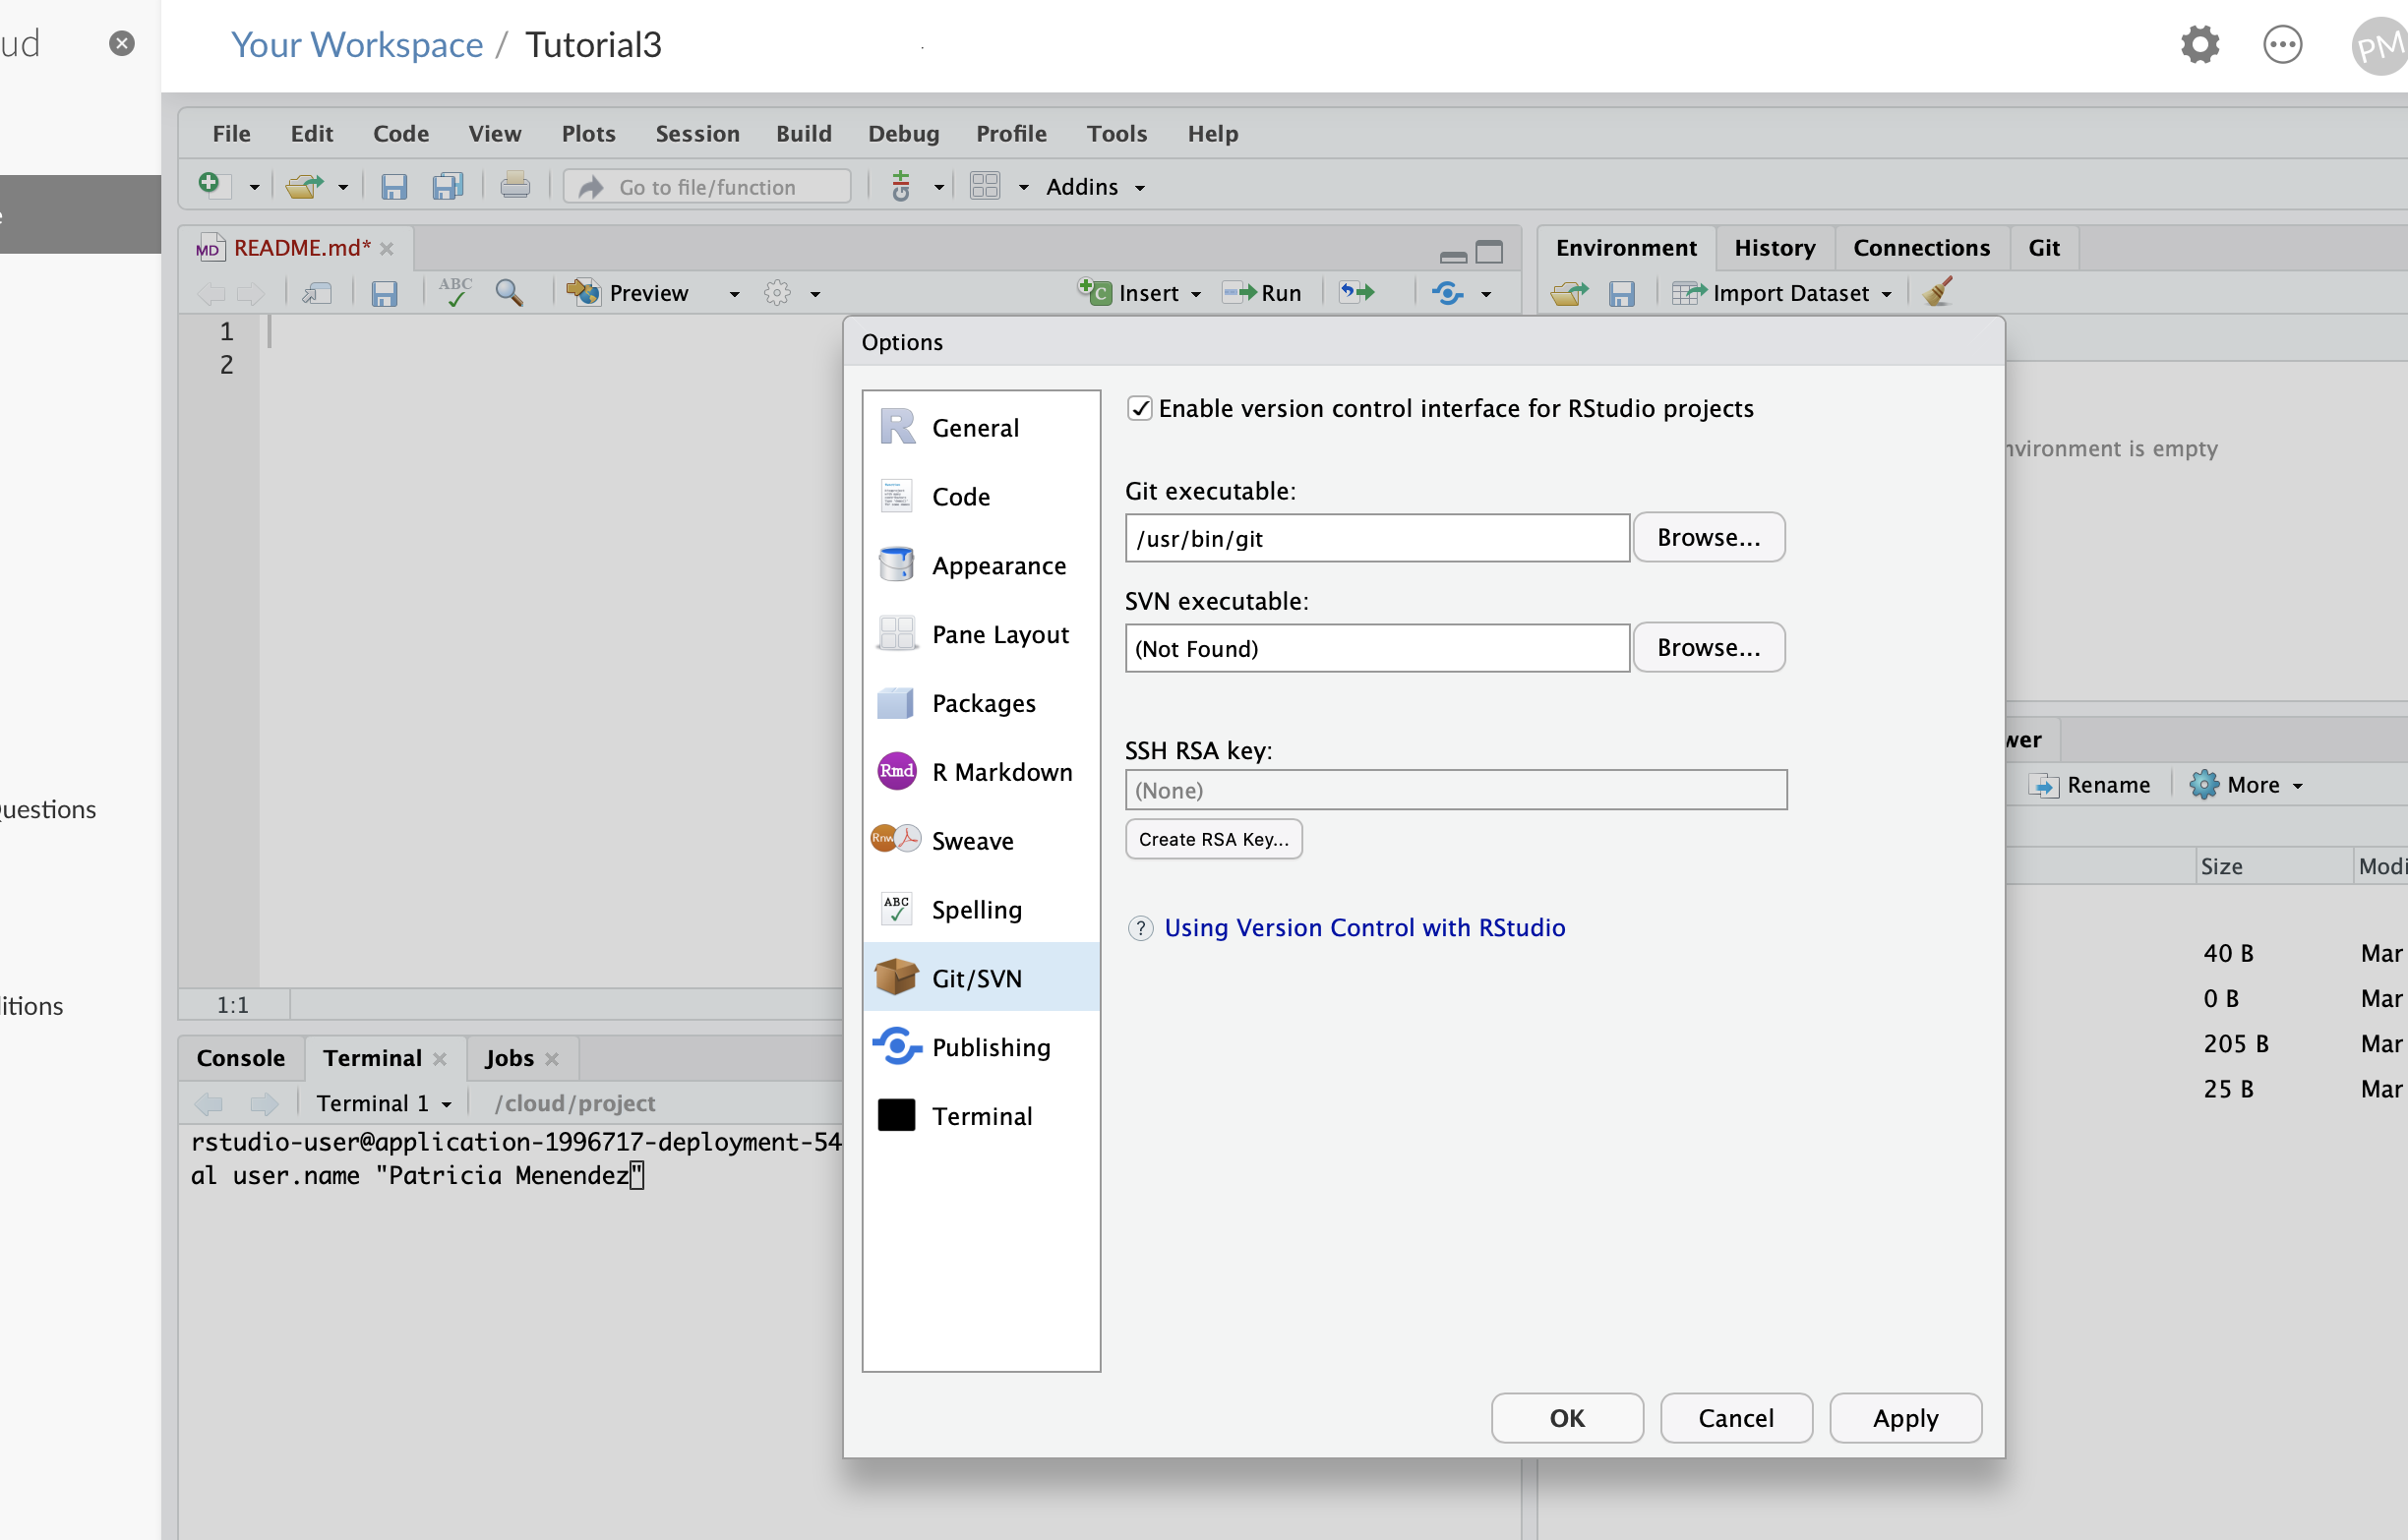 ud
Your Workspace / Tutorial3
PM
File Edit Code View Plots Session Build Debug Profile Tools Help
Go to file/function
Addins
MD README.md*
Environment History Connections Git
ABC
Preview
Insert
Run
Import Dataset
1
2
Options
General
Code
Appearance
Pane Layout
Packages
Rmd R Markdown
Rnw Sweave
ABC Spelling
Git/SVN
Publishing
Terminal
Enable version control interface for RStudio projects
Git executable:
/usr/bin/git
Browse...
SVN executable:
(Not Found)
Browse...
SSH RSA key:
(None)
Create RSA Key...
? Using Version Control with RStudio
OK
Cancel
Apply
nvironment is empty
wer
Rename
More
Size
Modi
40 B Mar
0 B Mar
205 B Mar
25 B Mar
uestions
itions
1:1
Console Terminal Jobs
Terminal 1 /cloud/project
rstudio-user@application-1996717-deployment-54
al user.name "Patricia Menendez"